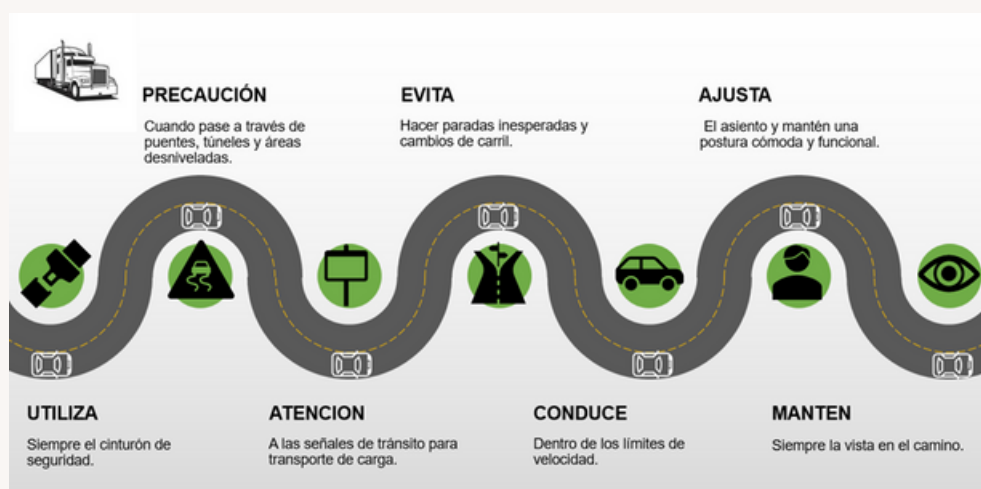 PRECAUCIÓN
Cuando pase a través de
puentes, túneles y áreas
desniveladas.
EVITA
Hacer paradas inesperadas y
cambios de carril.
AJUSTA
El asiento y mantén una
postura cómoda y funcional.
UTILIZA
Siempre el cinturón de
seguridad.
ATENCION
A las señales de tránsito para
transporte de carga.
CONDUCE
Dentro de los límites de
velocidad.
MANTEN
Siempre la vista en el camino.